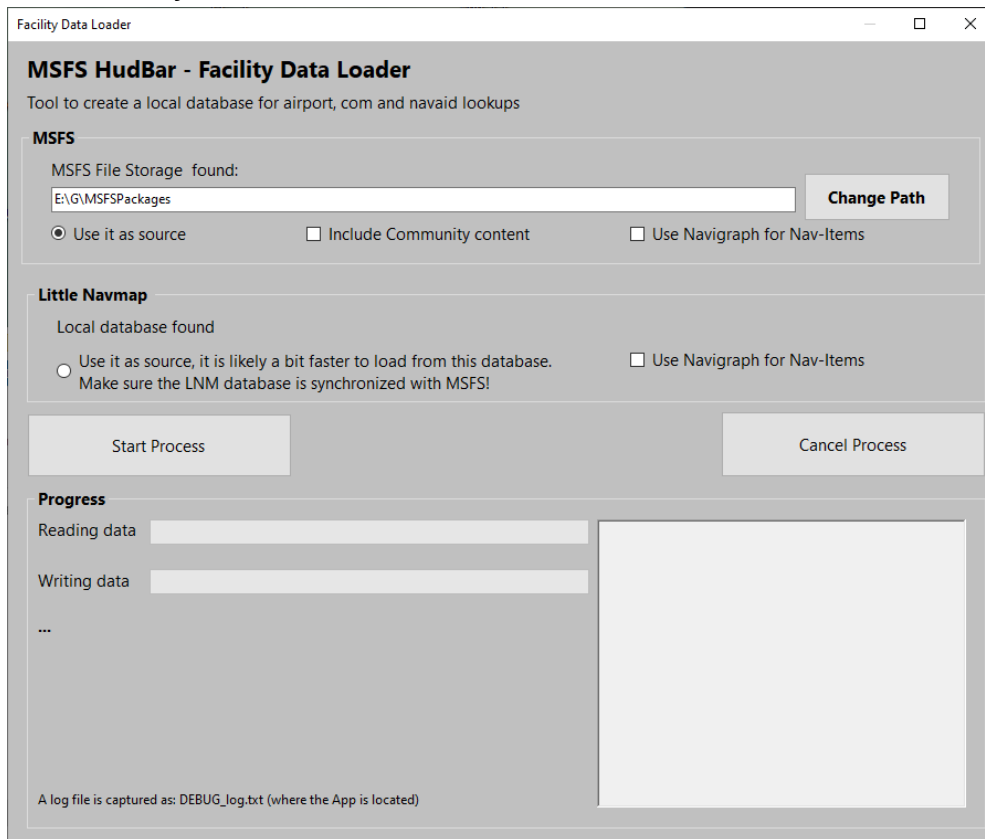 Facility Data Loader
MSFS HudBar - Facility Data Loader
Tool to create a local database for airport, com and navaid lookups
MSFS
MSFS File Storage  found:
E:\G\MSFSPackages
Change Path
Use it as source
Include Community content
Use Navigraph for Nav-Items
Little Navmap
Local database found
Use it as source, it is likely a bit faster to load from this database.
Make sure the LNM database is synchronized with MSFS!
Use Navigraph for Nav-Items
Start Process
Cancel Process
Progress
Reading data
Writing data
...
A log file is captured as: DEBUG_log.txt (where the App is located)